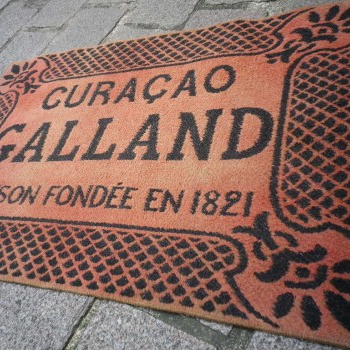 CURAÇAO
GALLAND
SON FONDÉE EN 1821